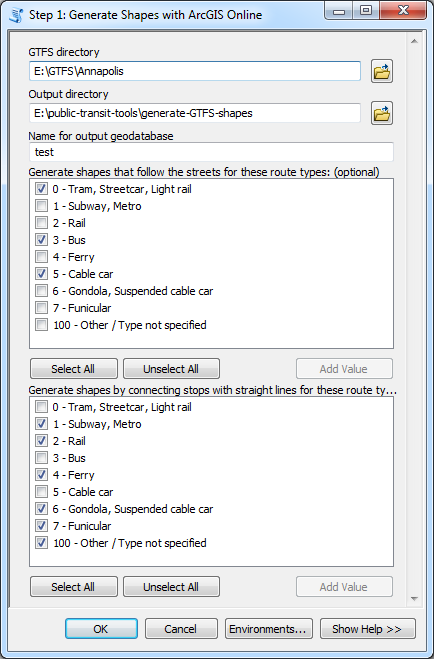 Step 1: Generate Shapes with ArcGIS Online
GTFS directory
E:\GTFS\Annapolis
Output directory
E:\public-transit-tools\generate-GTFS-shapes
Name for output geodatabase
test
Generate shapes that follow the streets for these route types: (optional)
0 - Tram, Streetcar, Light rail
1 - Subway, Metro
2 - Rail
3 - Bus
4 - Ferry
5 - Cable car
6 - Gondola, Suspended cable car
7 - Funicular
100 - Other / Type not specified
Select All Unselect All Add Value
Generate shapes by connecting stops with straight lines for these route ty...
0 - Tram, Streetcar, Light rail
1 - Subway, Metro
2 - Rail
3 - Bus
4 - Ferry
5 - Cable car
6 - Gondola, Suspended cable car
7 - Funicular
100 - Other / Type not specified
Select All Unselect All Add Value
OK Cancel Environments... Show Help >>